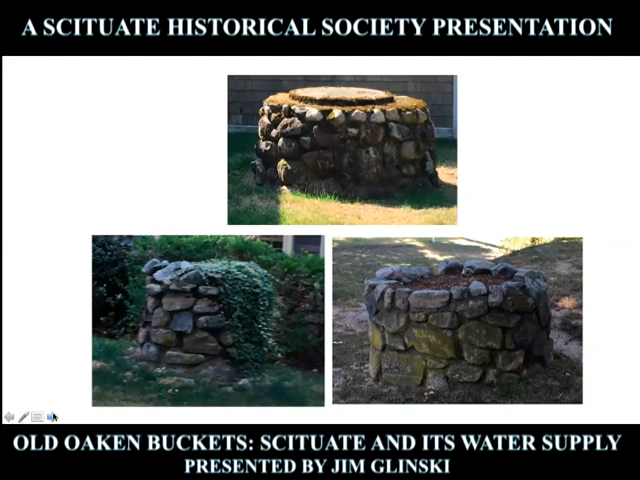 A SCITUATE HISTORICAL SOCIETY PRESENTATION
OLD OAKEN BUCKETS: SCITUATE AND ITS WATER SUPPLY
PRESENTED BY JIM GLINSKI